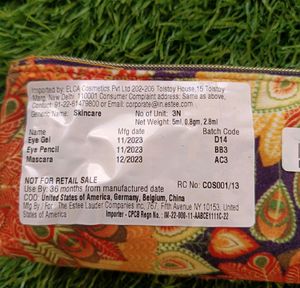 Imported by: ELCA Cosmetics Pvt Ltd 202-206 Tolstoy House,15 Tolstoy
Marg, New Delhi, 110001 Consumer Complaint address: Same as above,
Contact: 91-22-61479800 or Email: corporate@in.estee.com
Generic Name: Skincare No of Units: 3N
Net Weight: 5ml, 0.8gm, 2.8ml
Name Mfg date Batch Code
Eye Gel 11/2023 D14
Eye Pencil 11/2023 BB3
Mascara 12/2023 AC3
NOT FOR RETAIL SALE
Use By: 36 months from manufactured date RC No: COS001/13
COO: United States of America, Germany, Belgium, China
Mfg By / For : The Estee Lauder Companies Inc, 767, Fifth Avenue NY 10153, United
States of America Importer - CPCB Regn No.: IM-22-000-11-AABCE1111C-22